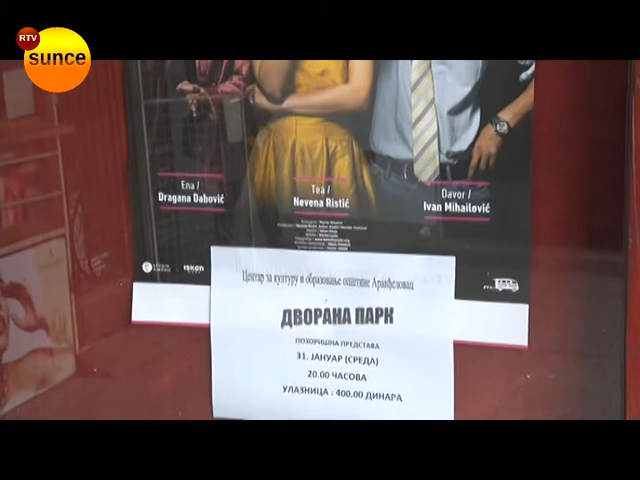 RTV
sunce
Ena /
Dragana Dabović
Tea /
Nevena Ristić
Davor /
Ivan Mihailović
Центар за културу и образовање општине Аранђеловац
ДВОРАНА ПАРК
ПОЗОРИШНА ПРЕДСТАВА
31. ЈАНУАР (СРЕДА)
20.00 ЧАСОВА
УЛАЗНИЦА : 400,00 ДИНАРА